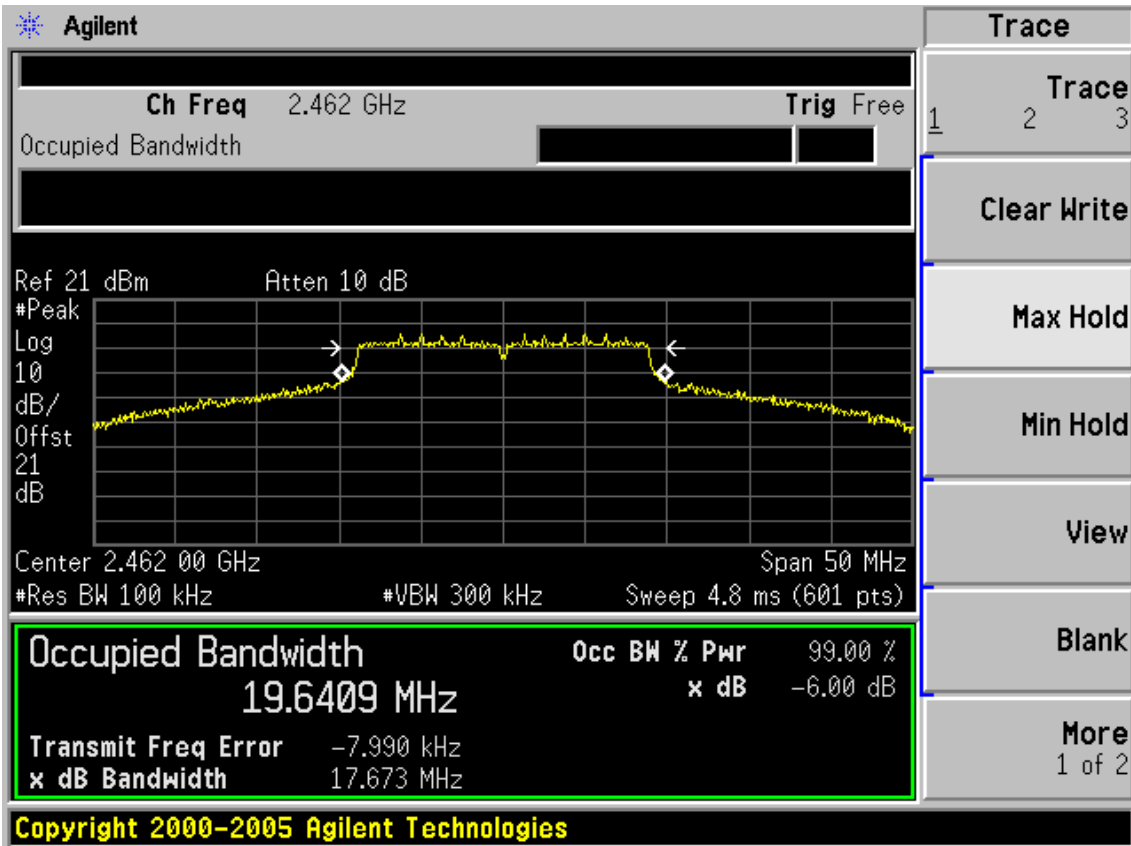 Agilent
Trace
Ch Freq 2.462 GHz Trig Free
Occupied Bandwidth
Trace
1 2 3
Clear Write
Ref 21 dBm Atten 10 dB
#Peak
Log
10
dB/
Offst
21
dB
Max Hold
Min Hold
View
Center 2.462 00 GHz Span 50 MHz
#Res BW 100 kHz #VBW 300 kHz Sweep 4.8 ms (601 pts)
Occupied Bandwidth
19.6409 MHz
Occ BW % Pwr 99.00 %
x dB -6.00 dB
Transmit Freq Error -7.990 kHz
x dB Bandwidth 17.673 MHz
Blank
More
1 of 2
Copyright 2000-2005 Agilent Technologies